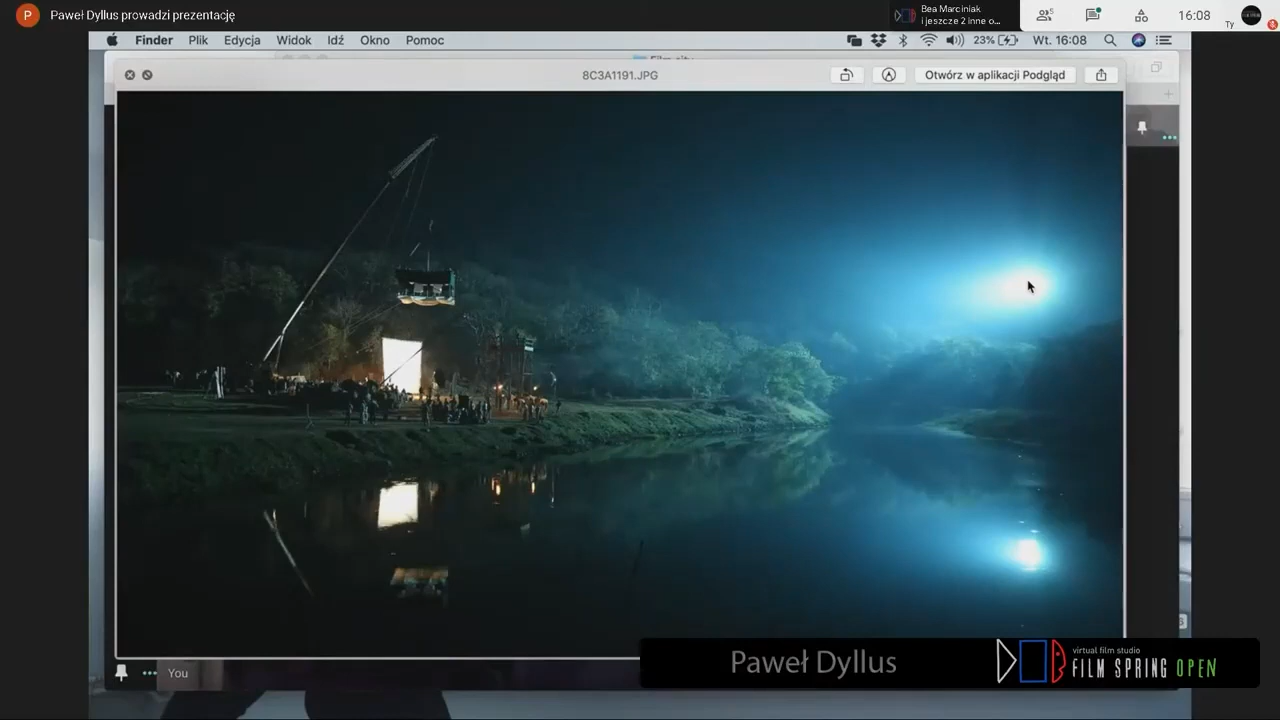 P
Paweł Dyllus prowadzi prezentację
Bea Marciniak
i jeszcze 2 inne o...
5
16:08
Ty
Finder Plik Edycja Widok Idź Okno Pomoc
23% Wt. 16:08
8C3A1191.JPG
Otwórz w aplikacji Podgląd
You
Paweł Dyllus
virtual film studio
FILM SPRING OPEN